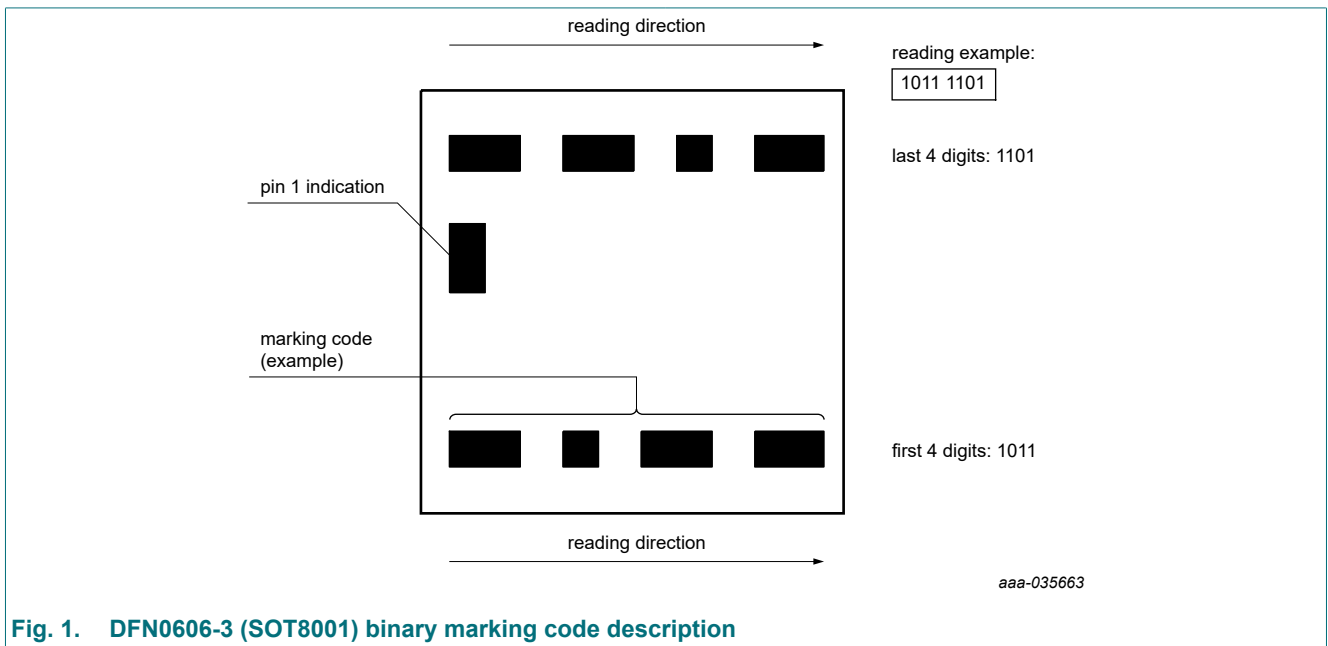 reading direction
reading example:
1011 1101
last 4 digits: 1101
pin 1 indication
marking code
(example)
first 4 digits: 1011
reading direction
aaa-035663
Fig. 1. DFN0606-3 (SOT8001) binary marking code description